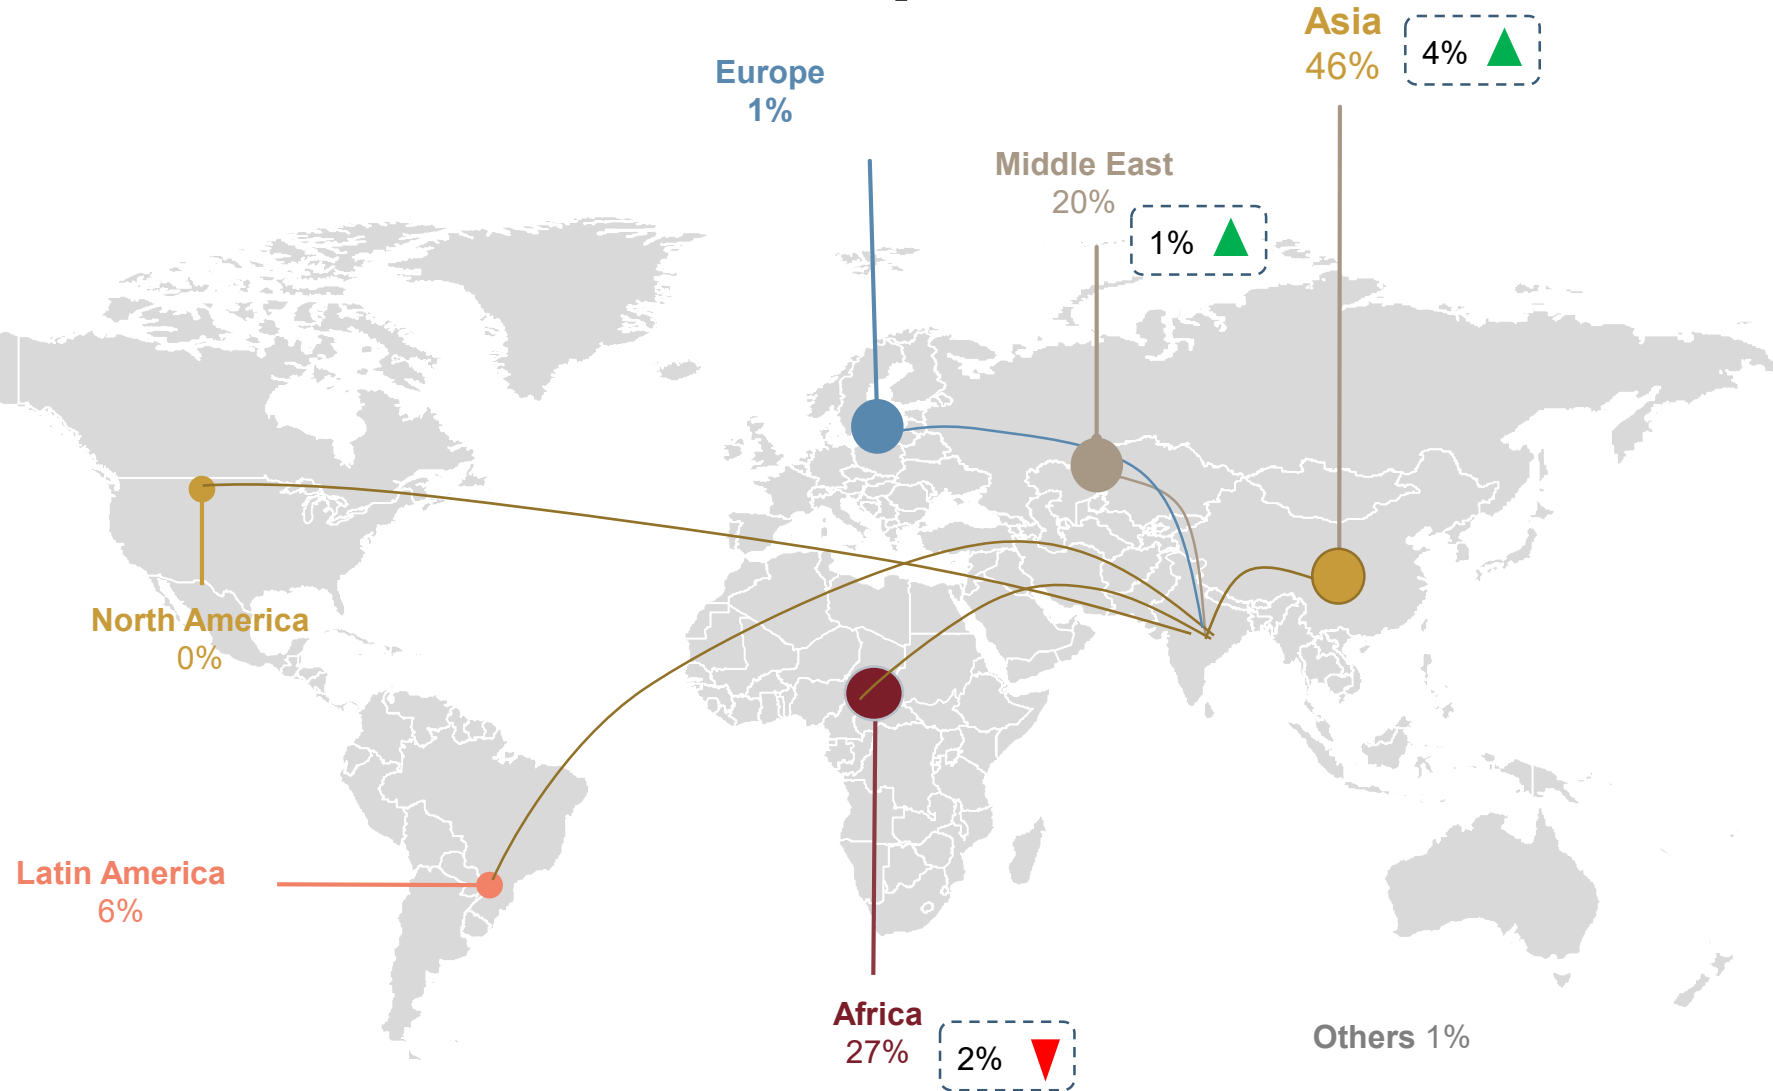 Asia
46%
4%
Europe
1%
Middle East
20%
1%
North America
0%
Latin America
6%
Africa
27%
2%
Others 1%